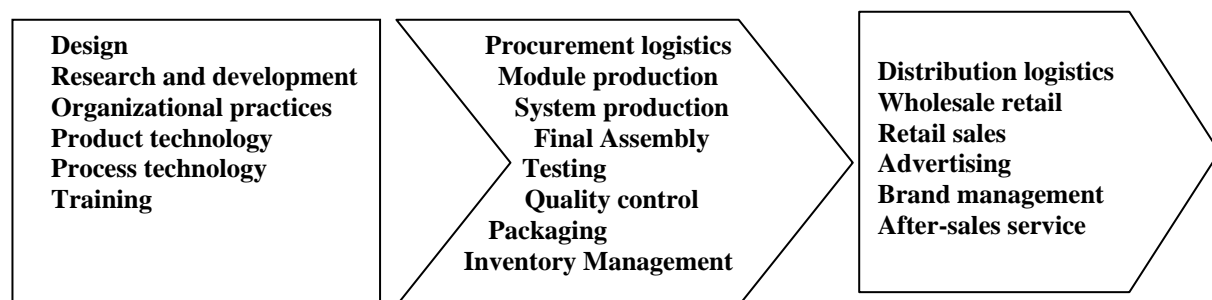 Design
Research and development
Organizational practices
Product technology
Process technology
Training
Procurement logistics
Module production
System production
Final Assembly
Testing
Quality control
Packaging
Inventory Management
Distribution logistics
Wholesale retail
Retail sales
Advertising
Brand management
After-sales service